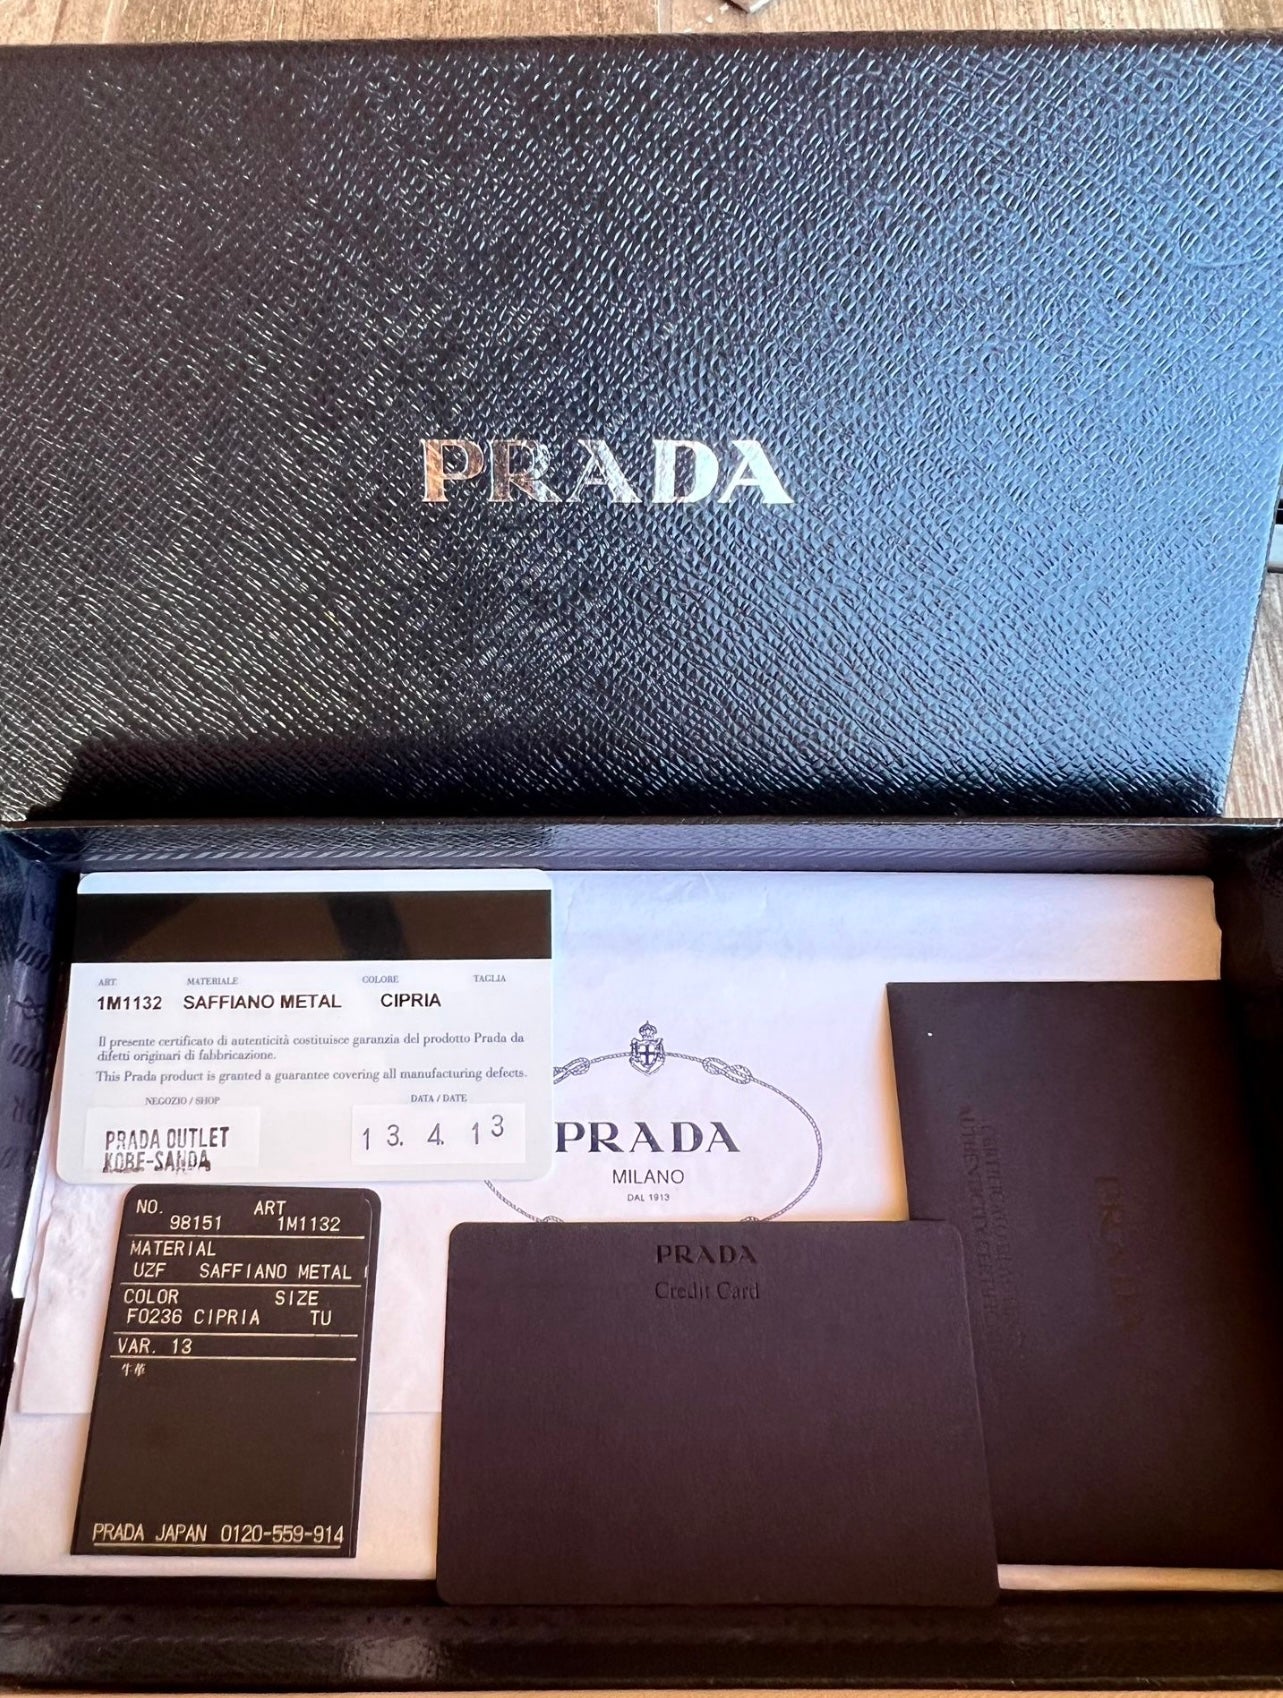 PRADA
ART. MATERIALE COLORE TAGLIA
1M1132 SAFFIANO METAL CIPRIA
Il presente certificato di autenticità costituisce garanzia del prodotto Prada da
difetti originari di fabbricazione.
This Prada product is granted a guarantee covering all manufacturing defects.
NEGOZIO / SHOP DATA / DATE
PRADA OUTLET
KOBE-SANDA
13. 4. 13
PRADA
MILANO
DAL 1913
NO. ART
98151 1M1132
MATERIAL
UZF SAFFIANO METAL
COLOR SIZE
F0236 CIPRIA TU
VAR. 13
牛革
PRADA JAPAN 0120-559-914
PRADA
Credit Card
PRADA